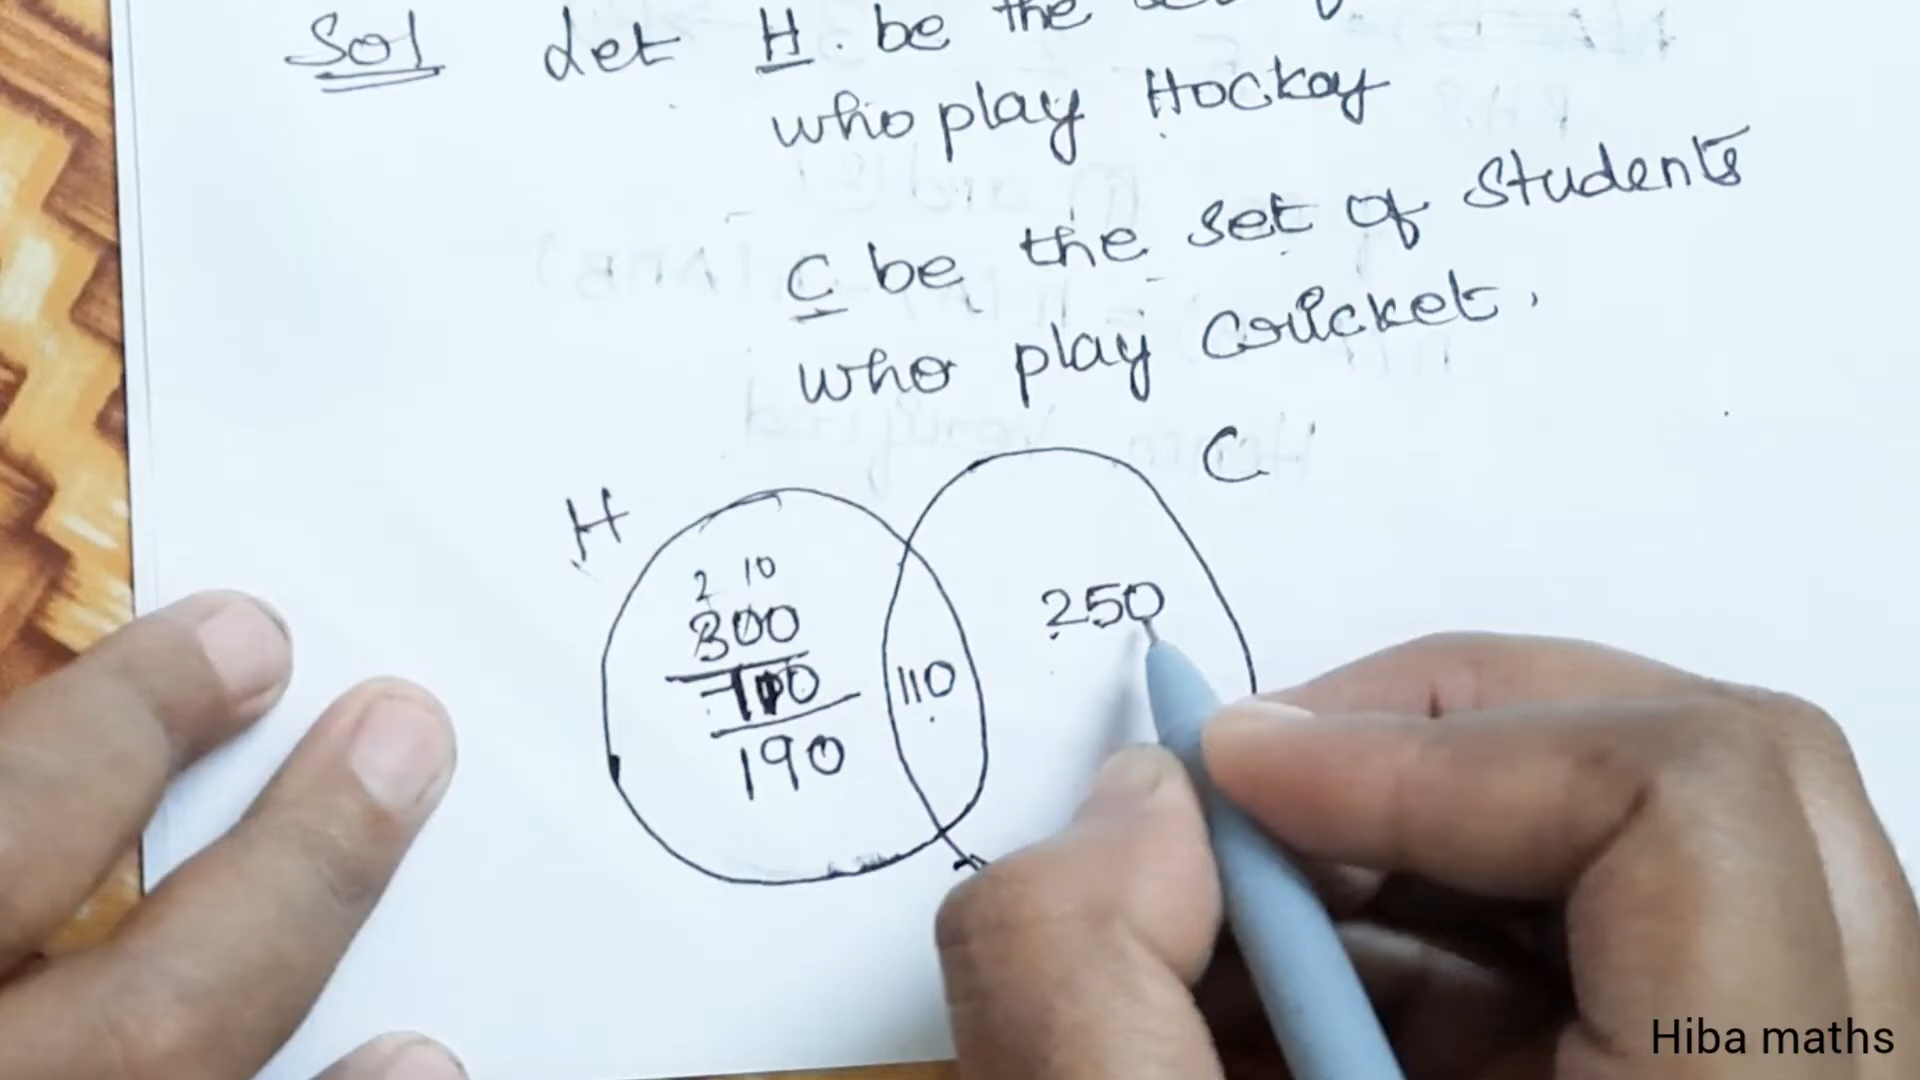 Sol Let H. be the
who play Hockay
C be the set of students
who play Cricket.
C
H
2 10
300
250
-110
110
190
Hiba maths